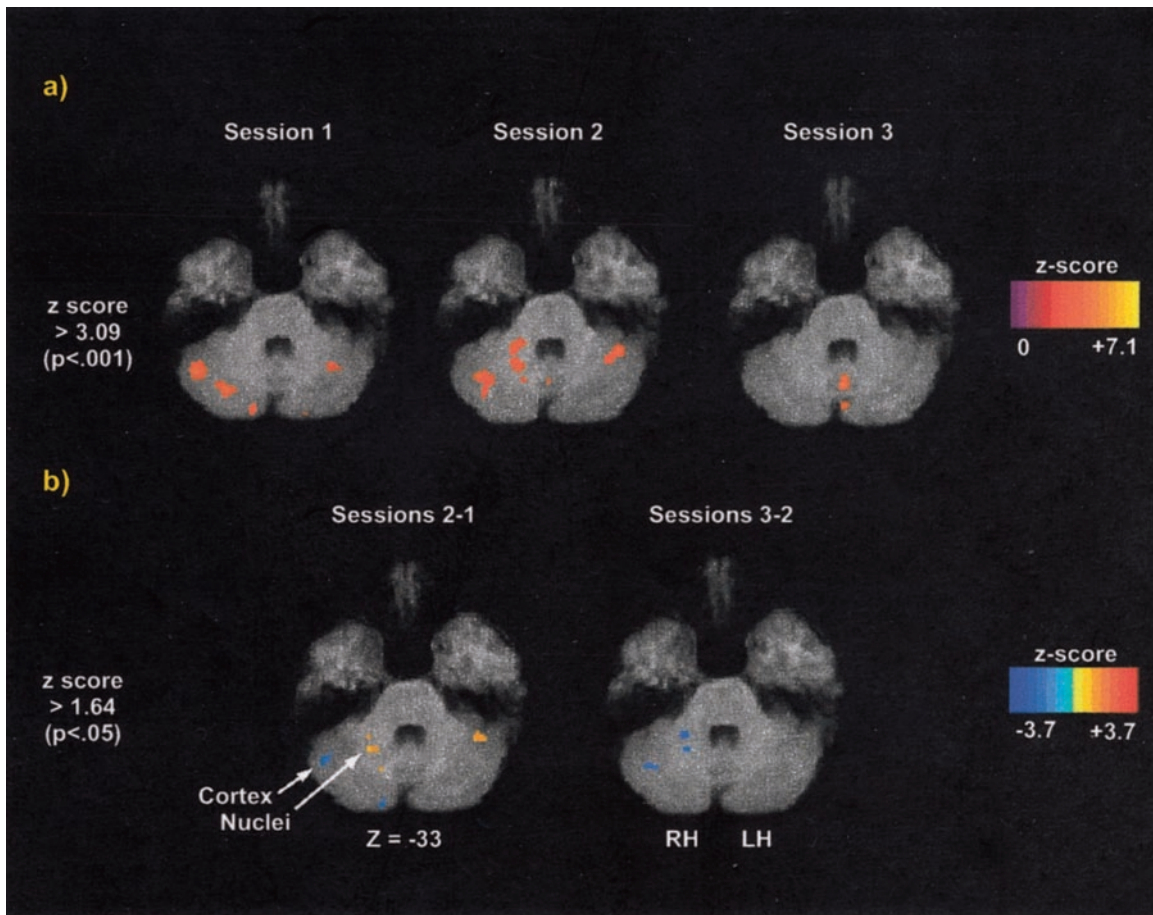 a)
Session 1
Session 2
Session 3
z score
> 3.09
(p<.001)
z-score
0 +7.1
b)
Sessions 2-1
Sessions 3-2
z score
> 1.64
(p<.05)
z-score
-3.7 +3.7
Cortex
Nuclei
Z = -33
RH LH